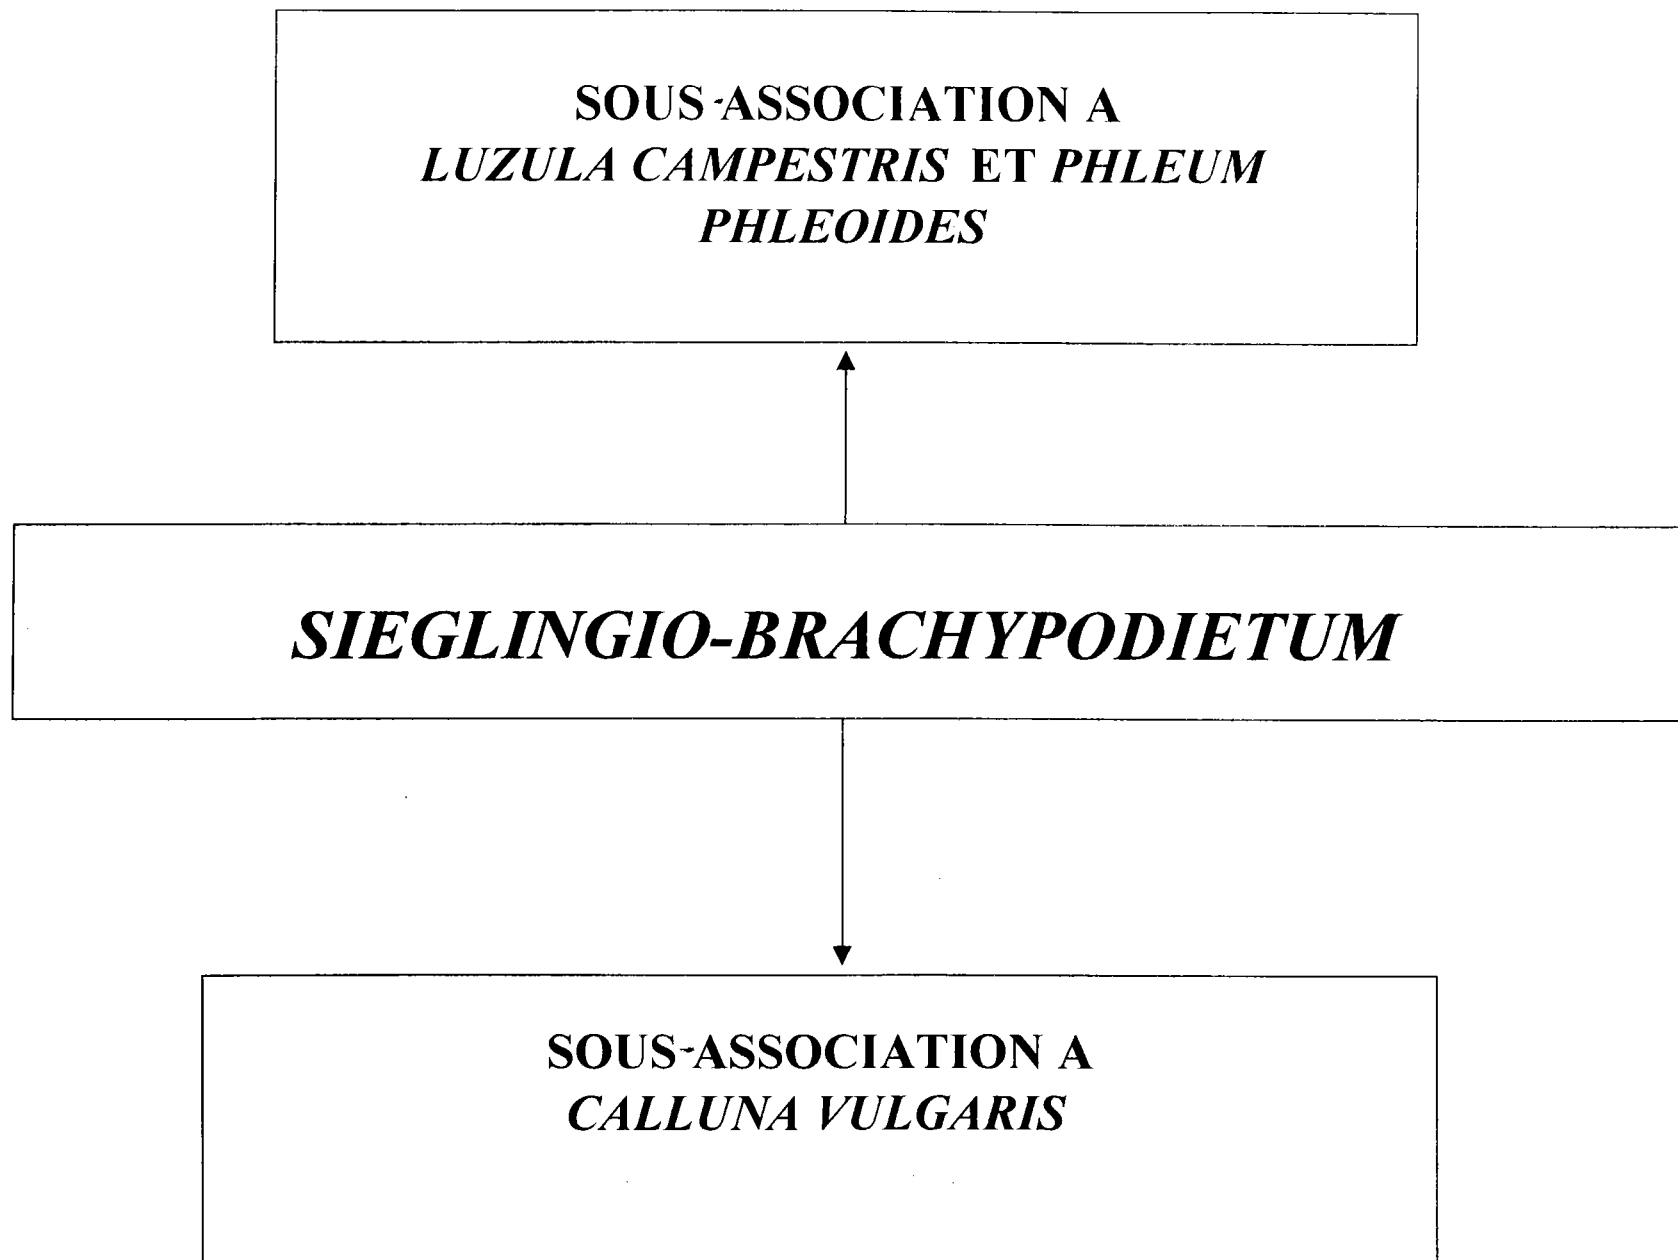 SOUS-ASSOCIATION A
LUZULA CAMPESTRIS ET PHLEUM
PHLEOIDES
SIEGLINGIO-BRACHYPODIETUM
SOUS-ASSOCIATION A
CALLUNA VULGARIS